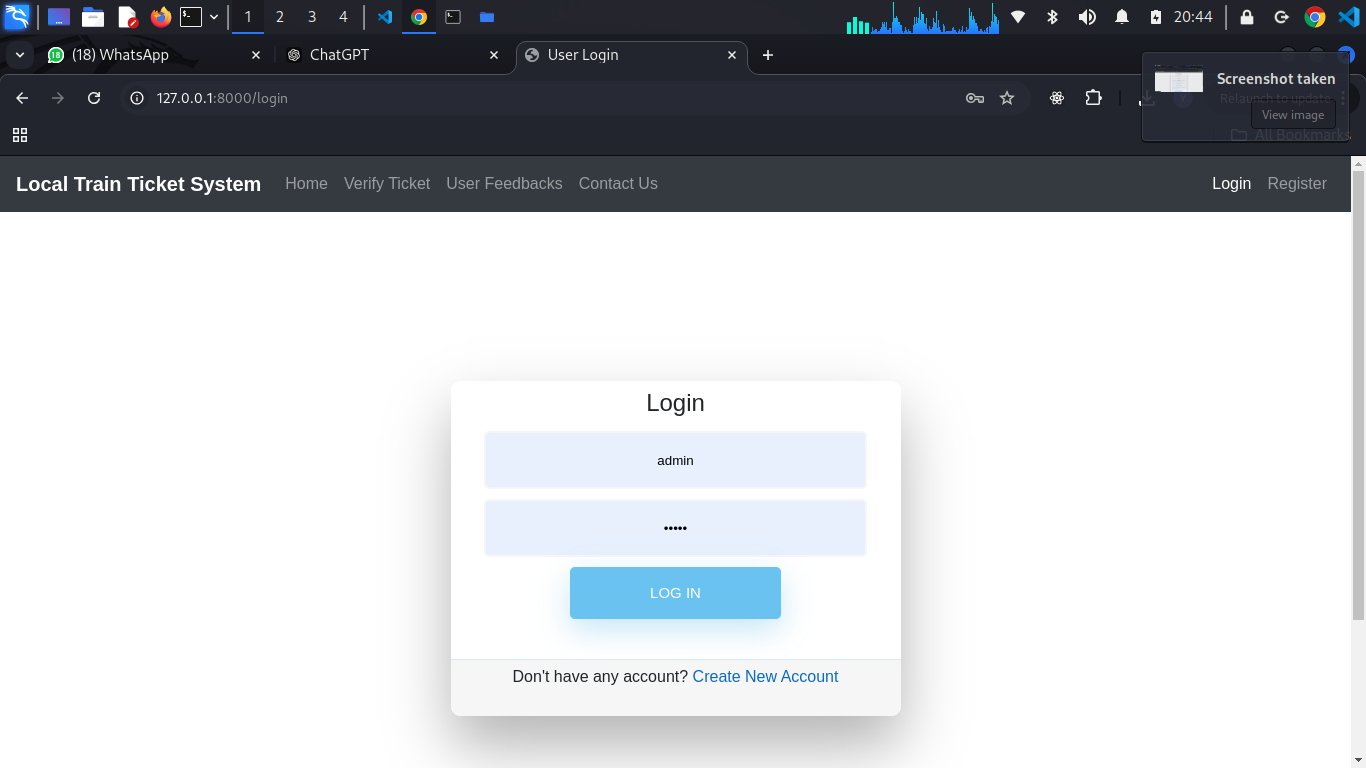 1 2 3 4 20:44
(18) WhatsApp ChatGPT User Login
Screenshot taken
127.0.0.1:8000/login Relaunch to update
View image
All Bookmarks
Local Train Ticket System Home Verify Ticket User Feedbacks Contact Us Login Register
Login
admin
•••••
LOG IN
Don't have any account? Create New Account